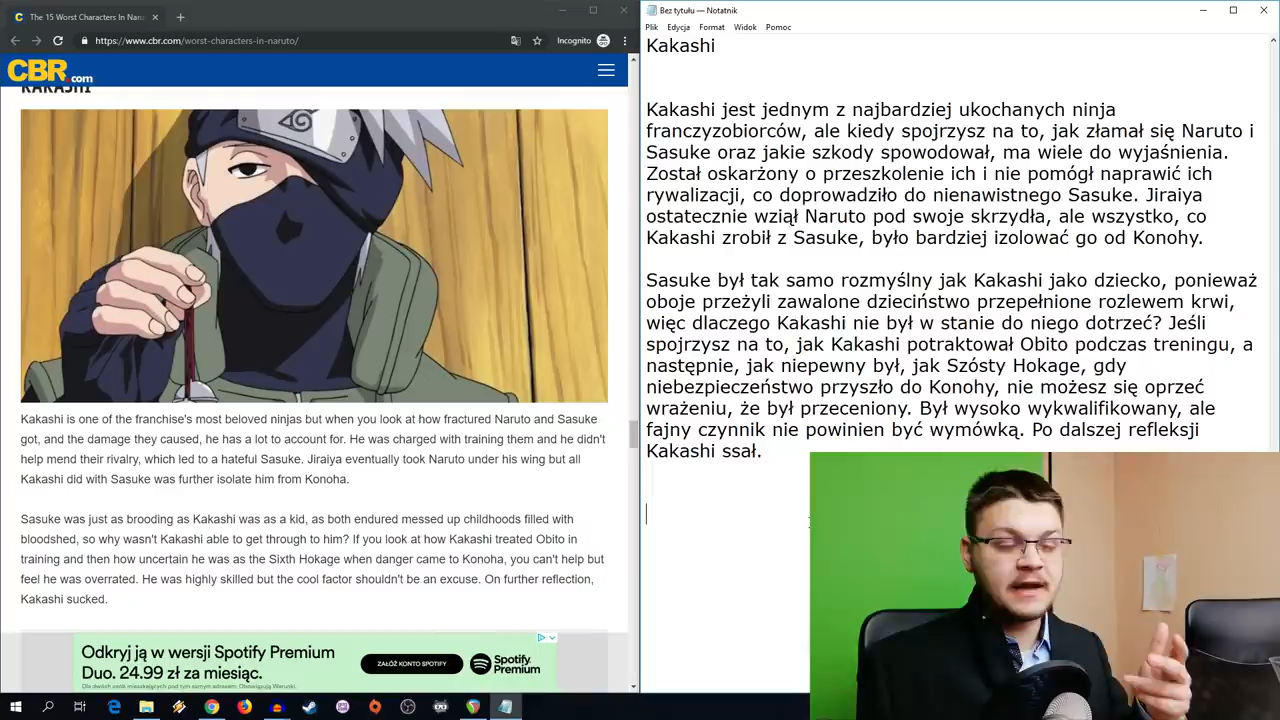 The 15 Worst Characters In Naru
https://www.cbr.com/worst-characters-in-naruto/
Incognito
CBR.com
KAKASHI
Kakashi is one of the franchise's most beloved ninjas but when you look at how fractured Naruto and Sasuke
got, and the damage they caused, he has a lot to account for. He was charged with training them and he didn't
help mend their rivalry, which led to a hateful Sasuke. Jiraiya eventually took Naruto under his wing but all
Kakashi did with Sasuke was further isolate him from Konoha.
Sasuke was just as brooding as Kakashi was as a kid, as both endured messed up childhoods filled with
bloodshed, so why wasn't Kakashi able to get through to him? If you look at how Kakashi treated Obito in
training and then how uncertain he was as the Sixth Hokage when danger came to Konoha, you can't help but
feel he was overrated. He was highly skilled but the cool factor shouldn't be an excuse. On further reflection,
Kakashi sucked.
Odkryj ją w wersji Spotify Premium
Duo. 24.99 zł za miesiąc.
Dla dwóch osób mieszkających pod tym samym adresem. Obowiązują Warunki.
ZAŁÓŻ KONTO SPOTIFY
Spotify Premium
Bez tytułu — Notatnik
Plik Edycja Format Widok Pomoc
Kakashi
Kakashi jest jednym z najbardziej ukochanych ninja
franczyzobiorców, ale kiedy spojrzysz na to, jak złamał się Naruto i
Sasuke oraz jakie szkody spowodował, ma wiele do wyjaśnienia.
Został oskarżony o przeszkolenie ich i nie pomógł naprawić ich
rywalizacji, co doprowadziło do nienawistnego Sasuke. Jiraiya
ostatecznie wziął Naruto pod swoje skrzydła, ale wszystko, co
Kakashi zrobił z Sasuke, było bardziej izolować go od Konohy.
Sasuke był tak samo rozmyślny jak Kakashi jako dziecko, ponieważ
oboje przeżyli zawalone dzieciństwo przepełnione rozlewem krwi,
więc dlaczego Kakashi nie był w stanie do niego dotrzeć? Jeśli
spojrzysz na to, jak Kakashi potraktował Obito podczas treningu, a
następnie, jak niepewny był, jak Szósty Hokage, gdy
niebezpieczeństwo przyszło do Konohy, nie możesz się oprzeć
wrażeniu, że był przeceniony. Był wysoko wykwalifikowany, ale
fajny czynnik nie powinien być wymówką. Po dalszej refleksji
Kakashi ssał.